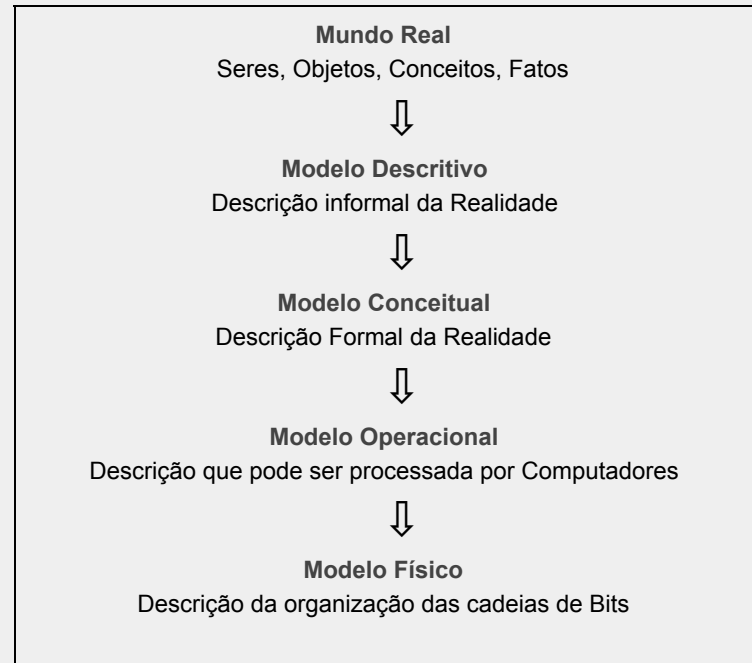 Mundo Real
Seres, Objetos, Conceitos, Fatos
Modelo Descritivo
Descrição informal da Realidade
Modelo Conceitual
Descrição Formal da Realidade
Modelo Operacional
Descrição que pode ser processada por Computadores
Modelo Físico
Descrição da organização das cadeias de Bits